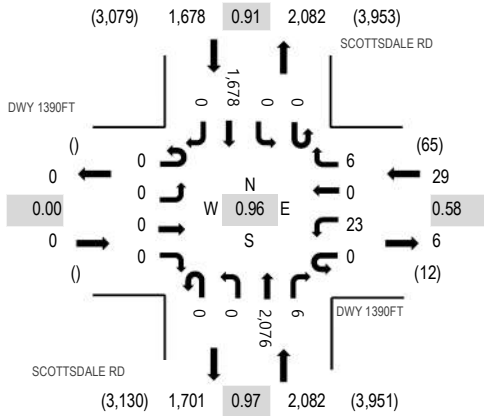 (3,079) 1,678 0.91 2,082 (3,953)
SCOTTSDALE RD
DWY 1390FT
0 1,678 0 0
() 0 6 (65)
0 0 0 29
0.00 0 W N 0.96 S E 23 0.58
0 0 0 6
() (12)
0 0 2,076 6
DWY 1390FT
SCOTTSDALE RD
(3,130) 1,701 0.97 2,082 (3,951)